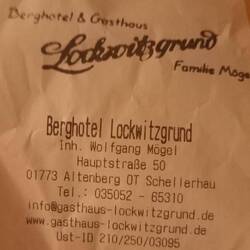 Berghotel & Gasthaus
Lockwitzgrund
Familie Mögel
Berghotel Lockwitzgrund
Inh. Wolfgang Mögel
Hauptstraße 50
01773 Altenberg OT Schellerhau
Tel.: 035052 - 65310
info@gasthaus-lockwitzgrund.de
www.gasthaus-lockwitzgrund.de
Ust-ID 210/250/03095